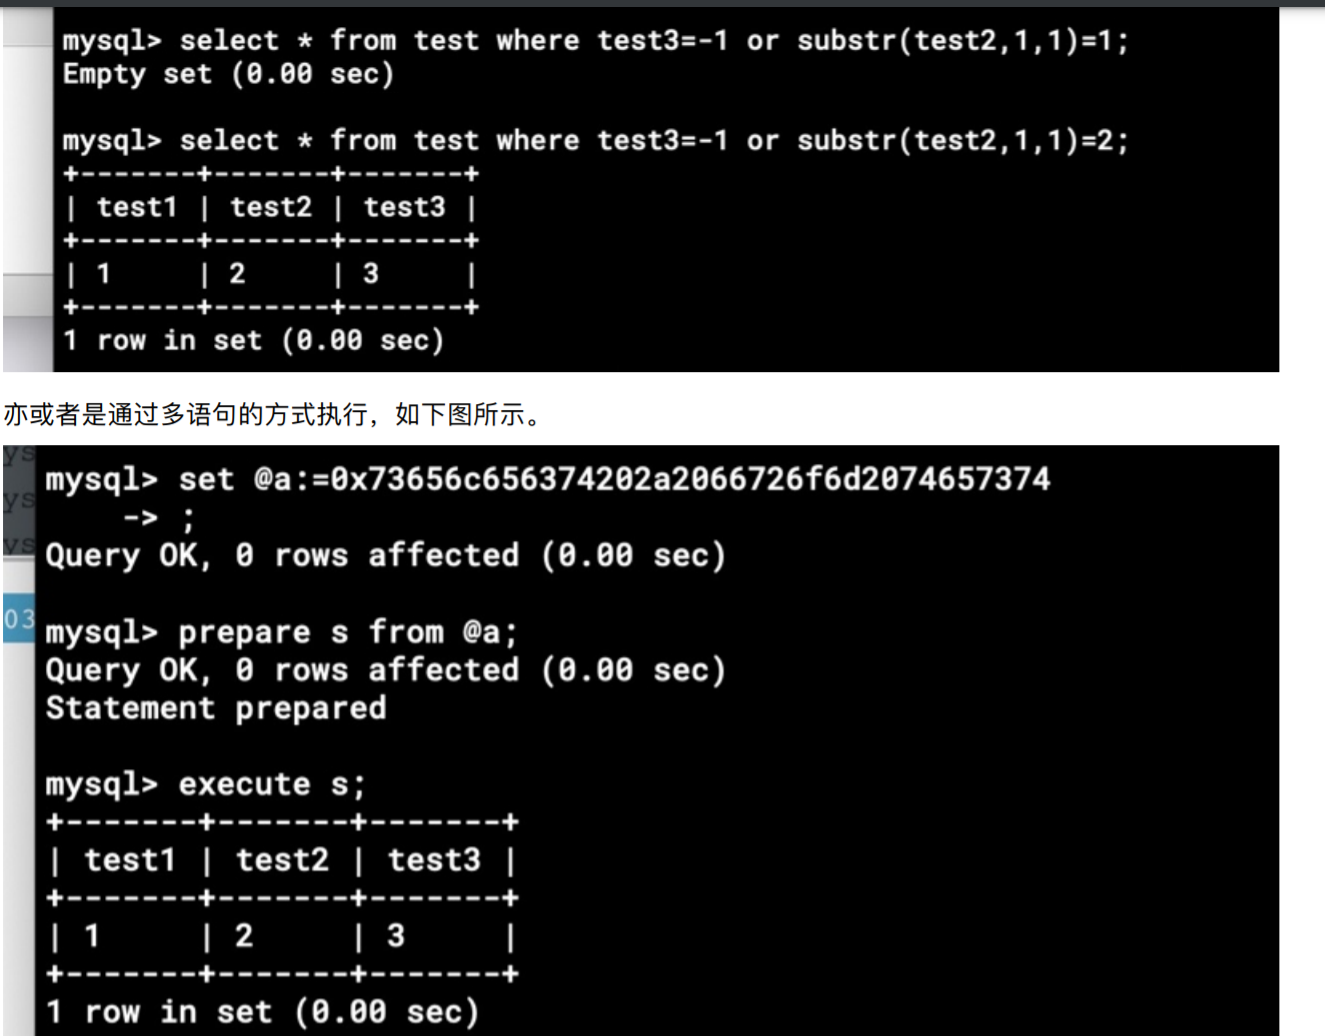 mysql> select * from test where test3=-1 or substr(test2,1,1)=1;
Empty set (0.00 sec)
mysql> select * from test where test3=-1 or substr(test2,1,1)=2;
+-------+-------+-------+
| test1 | test2 | test3 |
+-------+-------+-------+
| 1     | 2     | 3     |
+-------+-------+-------+
1 row in set (0.00 sec)
亦或者是通过多语句的方式执行，如下图所示。
ys
ys
ys
03
mysql> set @a:=0x73656c656374202a2066726f6d2074657374
    -> ;
Query OK, 0 rows affected (0.00 sec)
mysql> prepare s from @a;
Query OK, 0 rows affected (0.00 sec)
Statement prepared
mysql> execute s;
+-------+-------+-------+
| test1 | test2 | test3 |
+-------+-------+-------+
| 1     | 2     | 3     |
+-------+-------+-------+
1 row in set (0.00 sec)